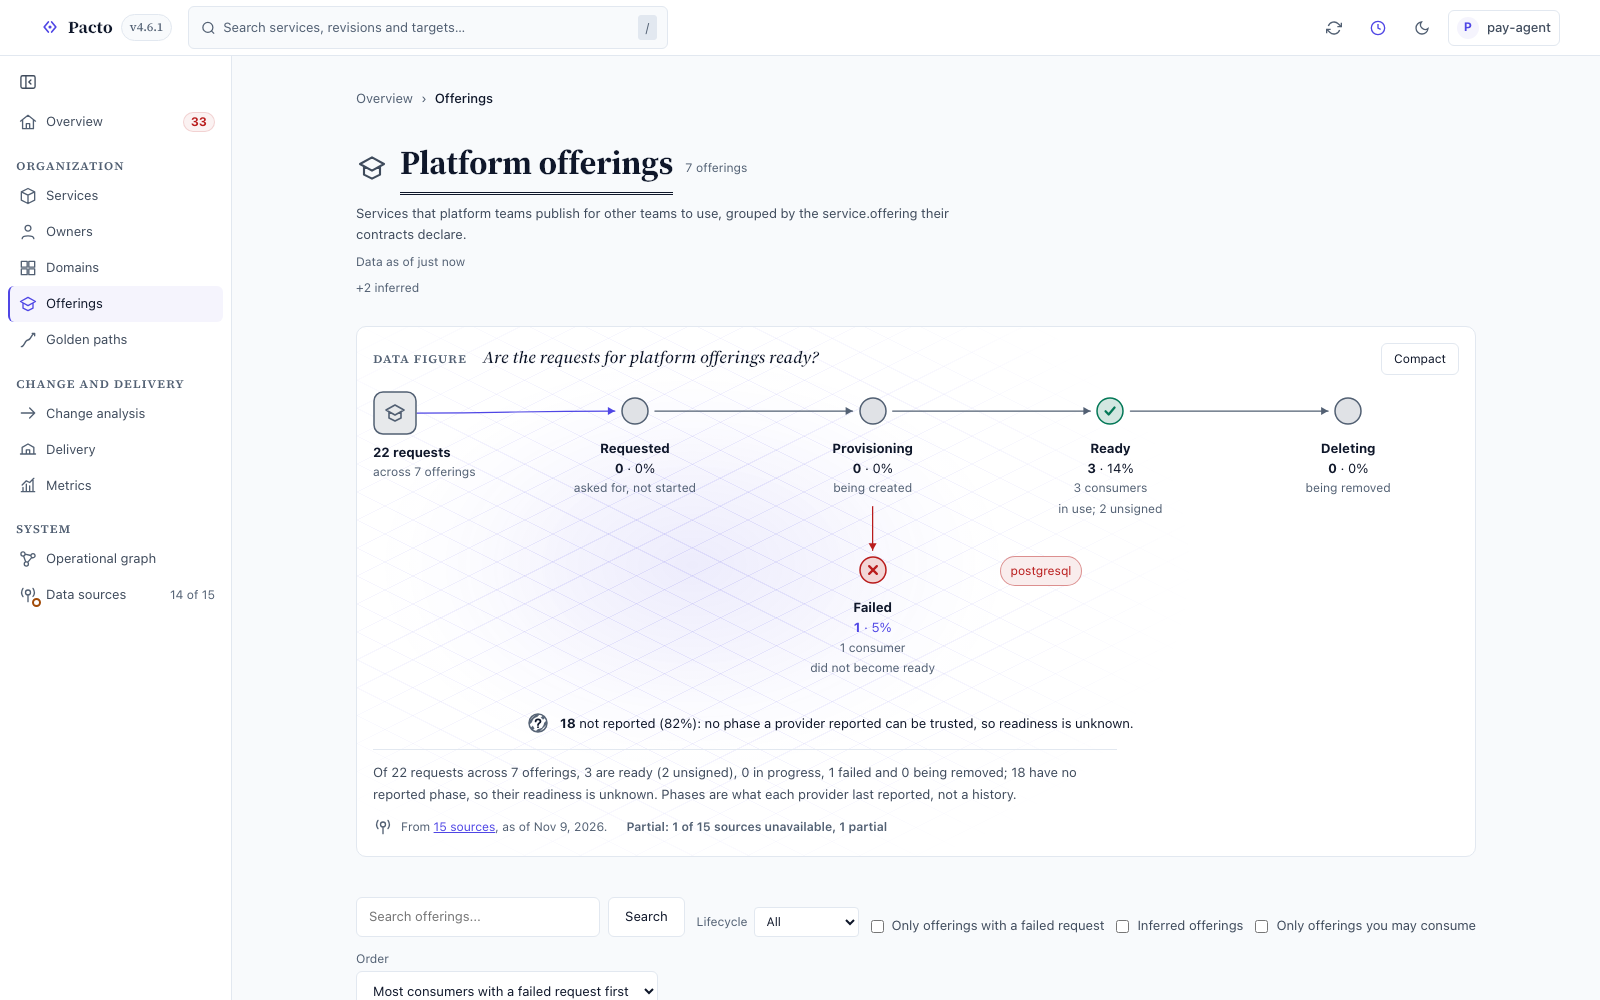 Pacto
v4.6.1
Search services, revisions and targets...
/
P
pay-agent
Overview
33
ORGANIZATION
Services
Owners
Domains
Offerings
Golden paths
CHANGE AND DELIVERY
Change analysis
Delivery
Metrics
SYSTEM
Operational graph
Data sources
14 of 15
Overview › Offerings
Platform offerings
7 offerings
Services that platform teams publish for other teams to use, grouped by the service.offering their
contracts declare.
Data as of just now
+2 inferred
DATA FIGURE
Are the requests for platform offerings ready?
Compact
22 requests
across 7 offerings
Requested
0 · 0%
asked for, not started
Provisioning
0 · 0%
being created
Ready
3 · 14%
3 consumers
in use; 2 unsigned
Deleting
0 · 0%
being removed
postgresql
Failed
1 · 5%
1 consumer
did not become ready
? 18 not reported (82%): no phase a provider reported can be trusted, so readiness is unknown.
Of 22 requests across 7 offerings, 3 are ready (2 unsigned), 0 in progress, 1 failed and 0 being removed; 18 have no
reported phase, so their readiness is unknown. Phases are what each provider last reported, not a history.
From 15 sources, as of Nov 9, 2026. Partial: 1 of 15 sources unavailable, 1 partial
Search offerings...
Search
Lifecycle
All
Only offerings with a failed request
Inferred offerings
Only offerings you may consume
Order
Most consumers with a failed request first